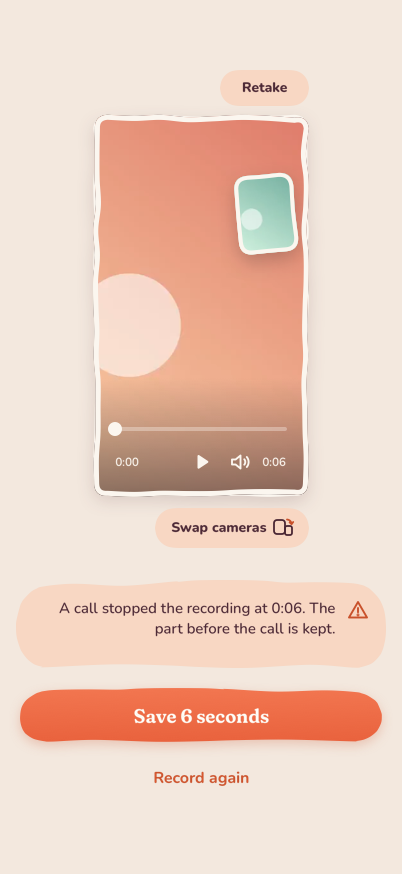 Retake
0:00
0:06
Swap cameras
A call stopped the recording at 0:06. The
part before the call is kept.
Save 6 seconds
Record again